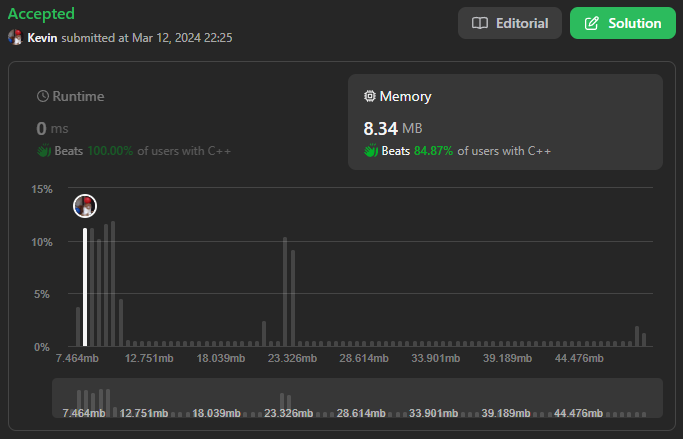 Accepted
Editorial
Solution
Kevin submitted at Mar 12, 2024 22:25
Runtime
Memory
0 ms
8.34 MB
Beats 100.00% of users with C++
Beats 84.87% of users with C++
15%
10%
5%
0%
7.464mb 12.751mb 18.039mb 23.326mb 28.614mb 33.901mb 39.189mb 44.476mb
7.464mb 12.751mb 18.039mb 23.326mb 28.614mb 33.901mb 39.189mb 44.476mb